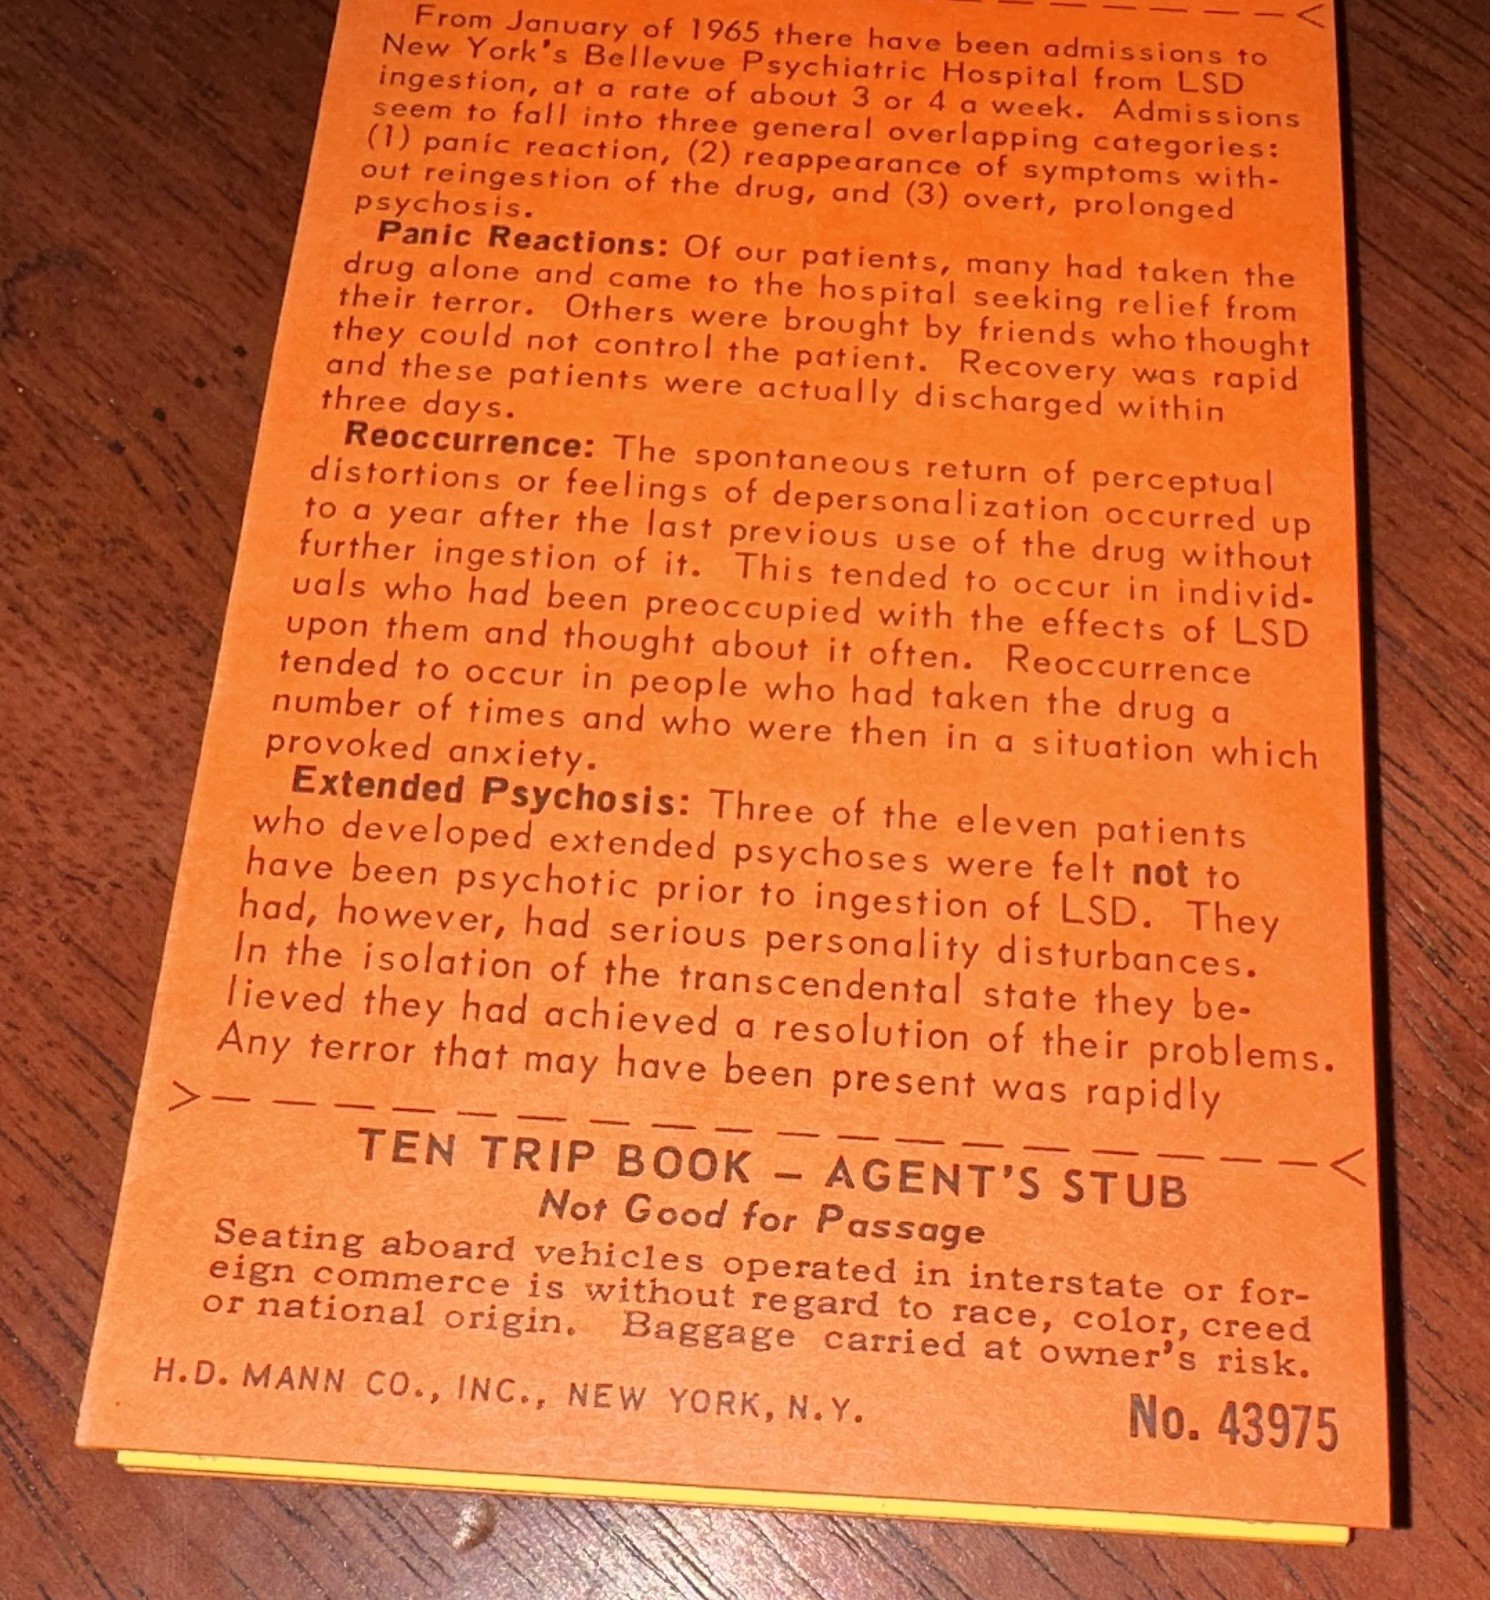 From January of 1965 there have been admissions to
New York's Bellevue Psychiatric Hospital from LSD
ingestion, at a rate of about 3 or 4 a week. Admissions
seem to fall into three general overlapping categories:
(1) panic reaction, (2) reappearance of symptoms with-
out reingestion of the drug, and (3) overt, prolonged
psychosis.
Panic Reactions: Of our patients, many had taken the
drug alone and came to the hospital seeking relief from
their terror. Others were brought by friends who thought
they could not control the patient. Recovery was rapid
and these patients were actually discharged within
three days.
Reoccurrence: The spontaneous return of perceptual
distortions or feelings of depersonalization occurred up
to a year after the last previous use of the drug without
further ingestion of it. This tended to occur in individ-
uals who had been preoccupied with the effects of LSD
upon them and thought about it often. Reoccurrence
tended to occur in people who had taken the drug a
number of times and who were then in a situation which
provoked anxiety.
Extended Psychosis: Three of the eleven patients
who developed extended psychoses were felt not to
have been psychotic prior to ingestion of LSD. They
had, however, had serious personality disturbances.
In the isolation of the transcendental state they be-
lieved they had achieved a resolution of their problems.
Any terror that may have been present was rapidly
TEN TRIP BOOK – AGENT'S STUB
Not Good for Passage
Seating aboard vehicles operated in interstate or for-
eign commerce is without regard to race, color, creed
or national origin. Baggage carried at owner's risk.
H.D. MANN CO., INC., NEW YORK, N.Y.
No. 43975